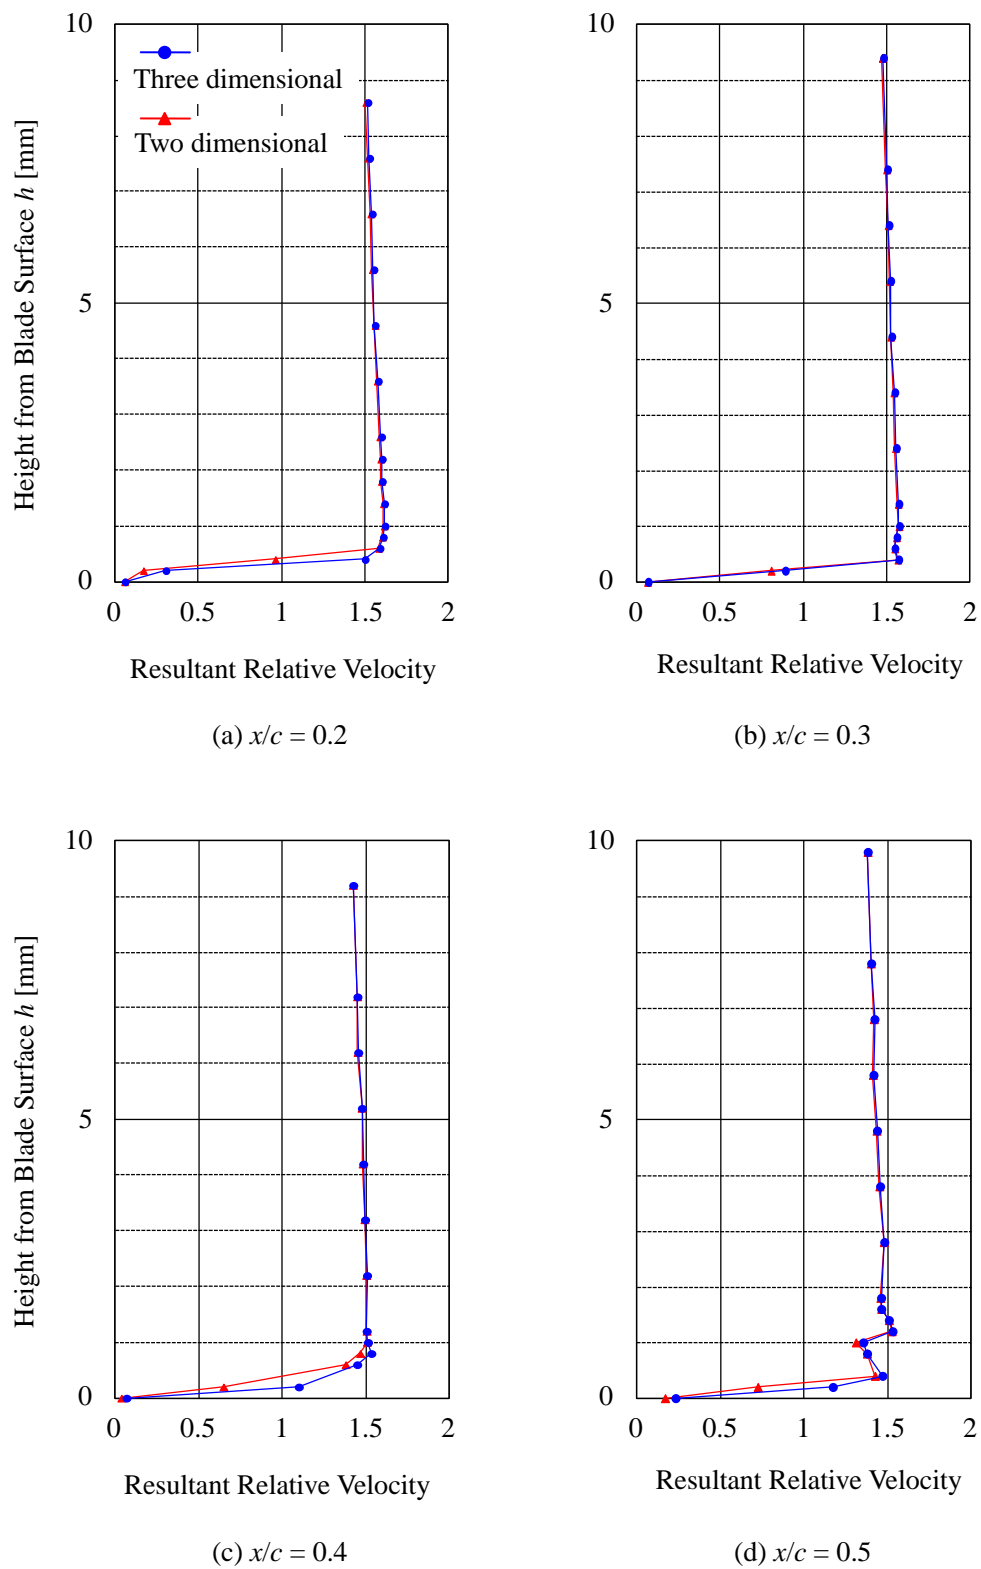 10
Three dimensional
Two dimensional
5
0
0 0.5 1 1.5 2
Height from Blade Surface h [mm]
Resultant Relative Velocity
(a) x/c = 0.2
10
5
0
0 0.5 1 1.5 2
Resultant Relative Velocity
(b) x/c = 0.3
10
5
0
0 0.5 1 1.5 2
Height from Blade Surface h [mm]
Resultant Relative Velocity
(c) x/c = 0.4
10
5
0
0 0.5 1 1.5 2
Resultant Relative Velocity
(d) x/c = 0.5